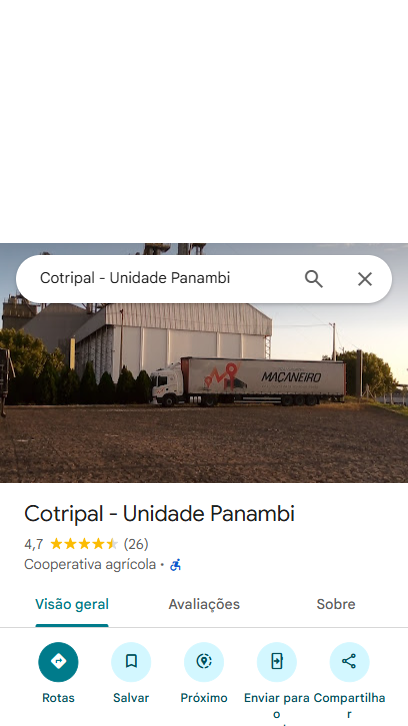 Cotripal - Unidade Panambi
MACANEIRO
Cotripal - Unidade Panambi
4,7 (26)
Cooperativa agrícola ·
Visão geral Avaliações Sobre
Rotas Salvar Próximo Enviar para o Compartilhar